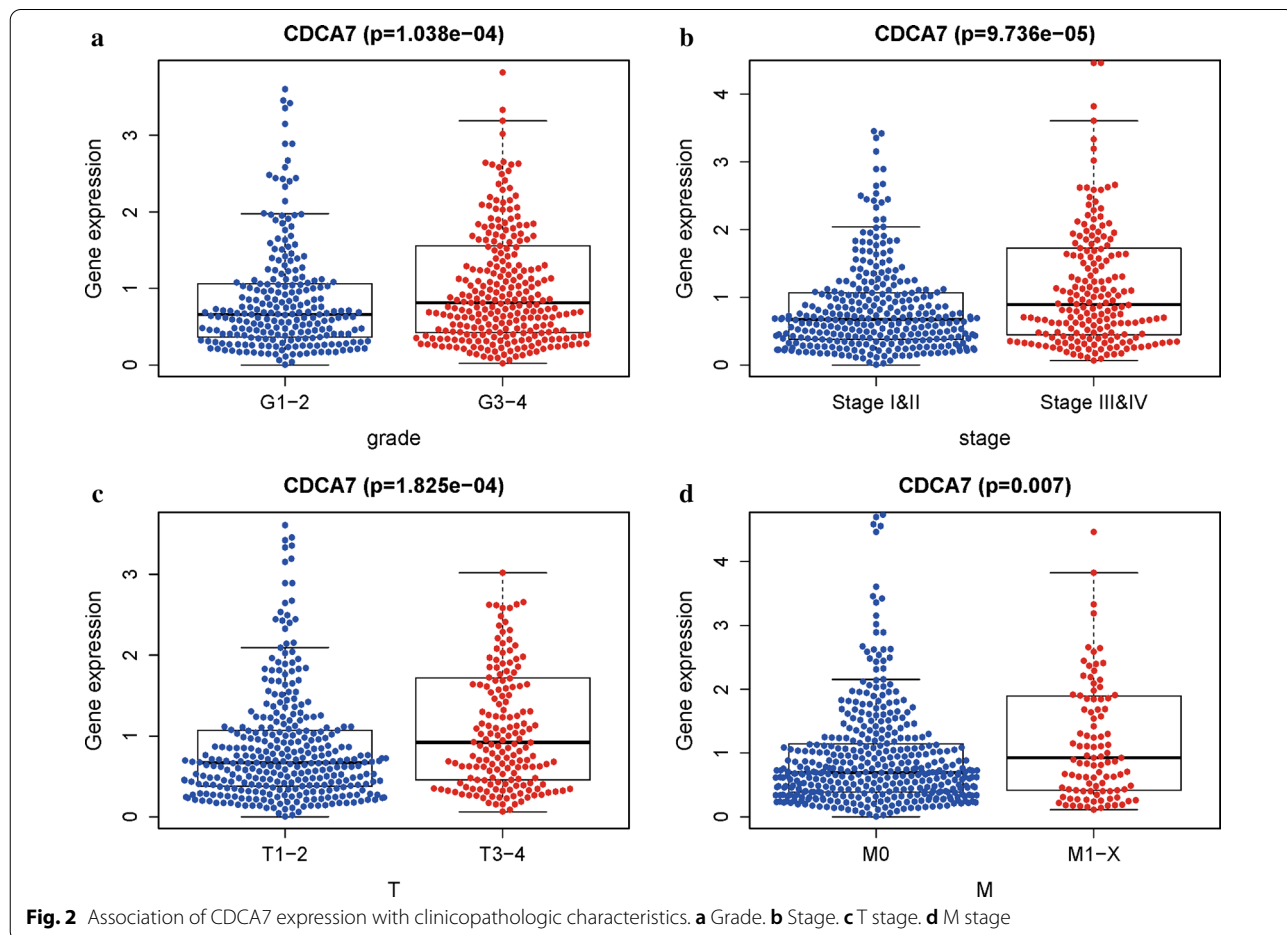 a
CDCA7 (p=1.038e−04)
Gene expression
3
2
1
0
G1−2 G3−4
grade
b
CDCA7 (p=9.736e−05)
Gene expression
4
3
2
1
0
Stage I&II Stage III&IV
stage
c
CDCA7 (p=1.825e−04)
Gene expression
3
2
1
0
T1−2 T3−4
T
d
CDCA7 (p=0.007)
Gene expression
4
3
2
1
0
M0 M1−X
M
Fig. 2 Association of CDCA7 expression with clinicopathologic characteristics. a Grade. b Stage. c T stage. d M stage